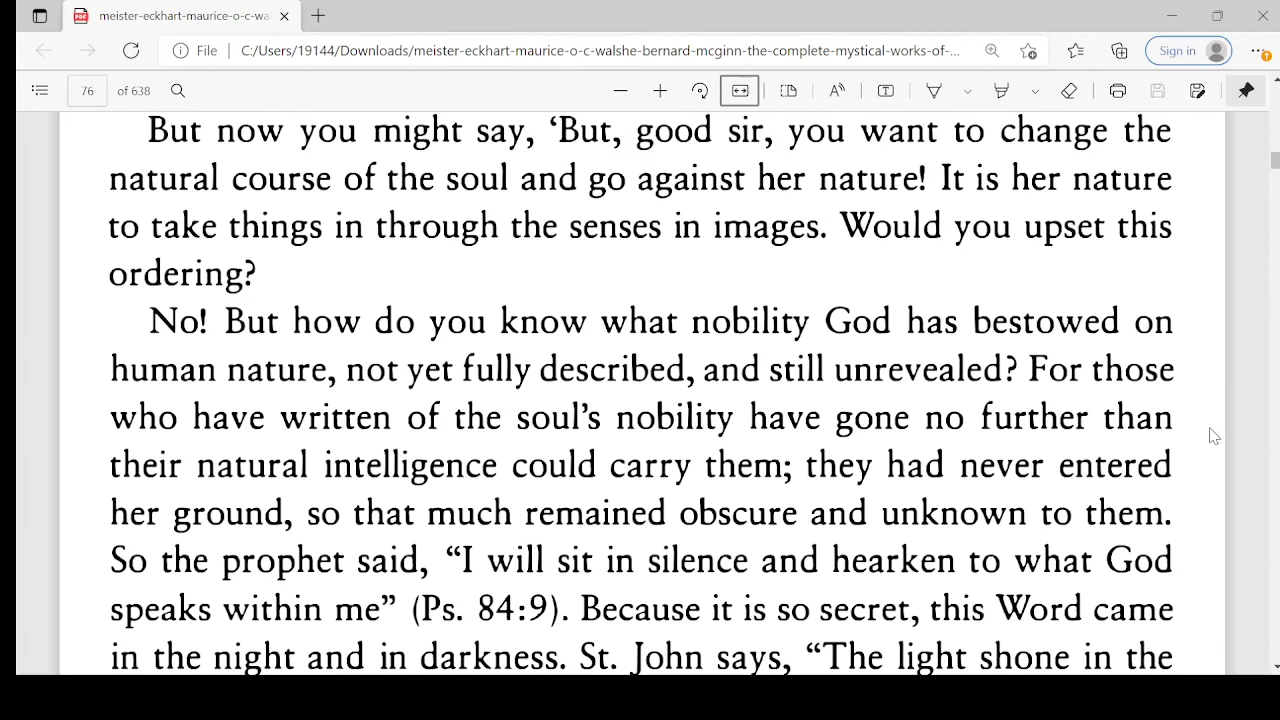 meister-eckhart-maurice-o-c-wa
File C:/Users/19144/Downloads/meister-eckhart-maurice-o-c-walshe-bernard-mcginn-the-complete-mystical-works-of-... Sign in
76 of 638
But now you might say, ‘But, good sir, you want to change the
natural course of the soul and go against her nature! It is her nature
to take things in through the senses in images. Would you upset this
ordering?
No! But how do you know what nobility God has bestowed on
human nature, not yet fully described, and still unrevealed? For those
who have written of the soul’s nobility have gone no further than
their natural intelligence could carry them; they had never entered
her ground, so that much remained obscure and unknown to them.
So the prophet said, “I will sit in silence and hearken to what God
speaks within me” (Ps. 84:9). Because it is so secret, this Word came
in the night and in darkness. St. John says, “The light shone in the